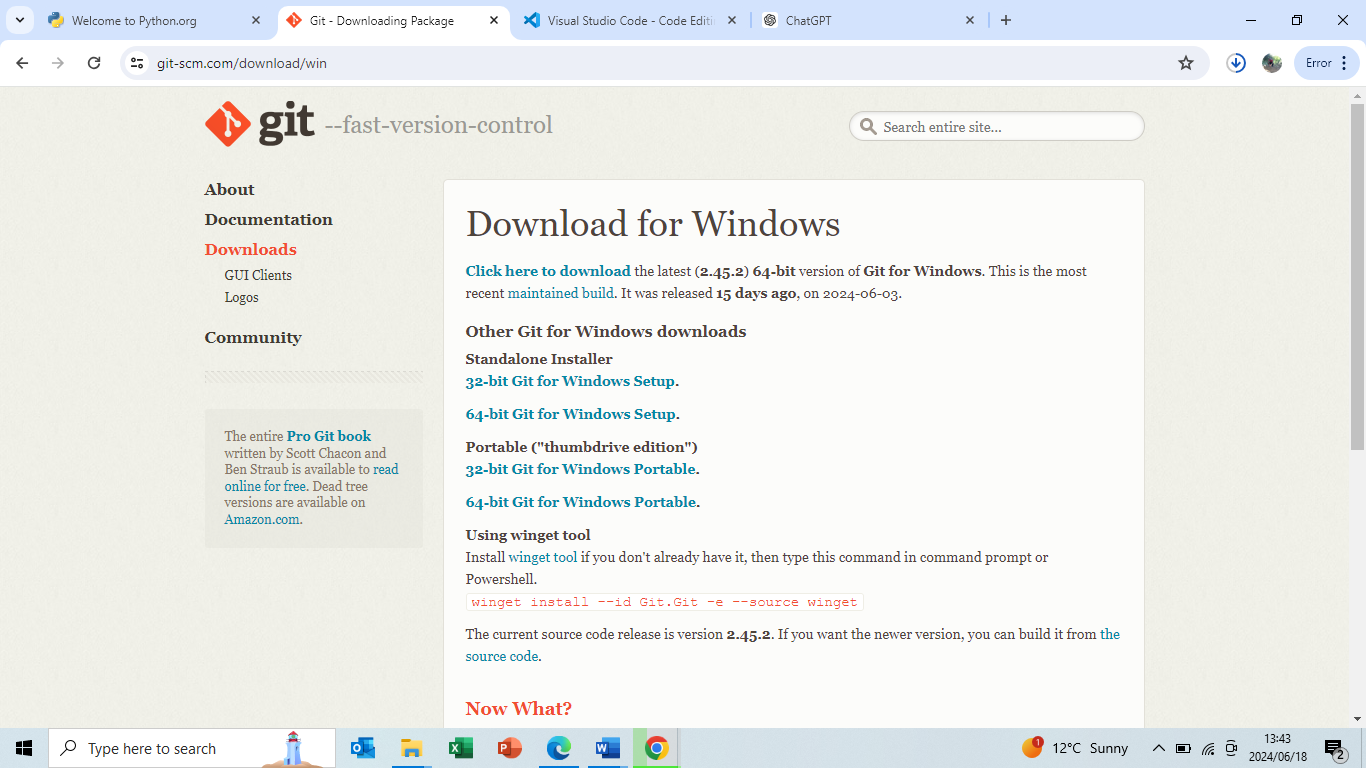 Welcome to Python.org
Git - Downloading Package
Visual Studio Code - Code Editi
ChatGPT
git-scm.com/download/win
Error
git --fast-version-control
Search entire site...
About
Documentation
Downloads
GUI Clients
Logos
Community
The entire Pro Git book
written by Scott Chacon and
Ben Straub is available to read
online for free. Dead tree
versions are available on
Amazon.com.
Download for Windows
Click here to download the latest (2.45.2) 64-bit version of Git for Windows. This is the most
recent maintained build. It was released 15 days ago, on 2024-06-03.
Other Git for Windows downloads
Standalone Installer
32-bit Git for Windows Setup.
64-bit Git for Windows Setup.
Portable ("thumbdrive edition")
32-bit Git for Windows Portable.
64-bit Git for Windows Portable.
Using winget tool
Install winget tool if you don't already have it, then type this command in command prompt or
Powershell.
winget install --id Git.Git -e --source winget
The current source code release is version 2.45.2. If you want the newer version, you can build it from the
source code.
Now What?
Type here to search
1
12°C Sunny
13:43
2024/06/18
2